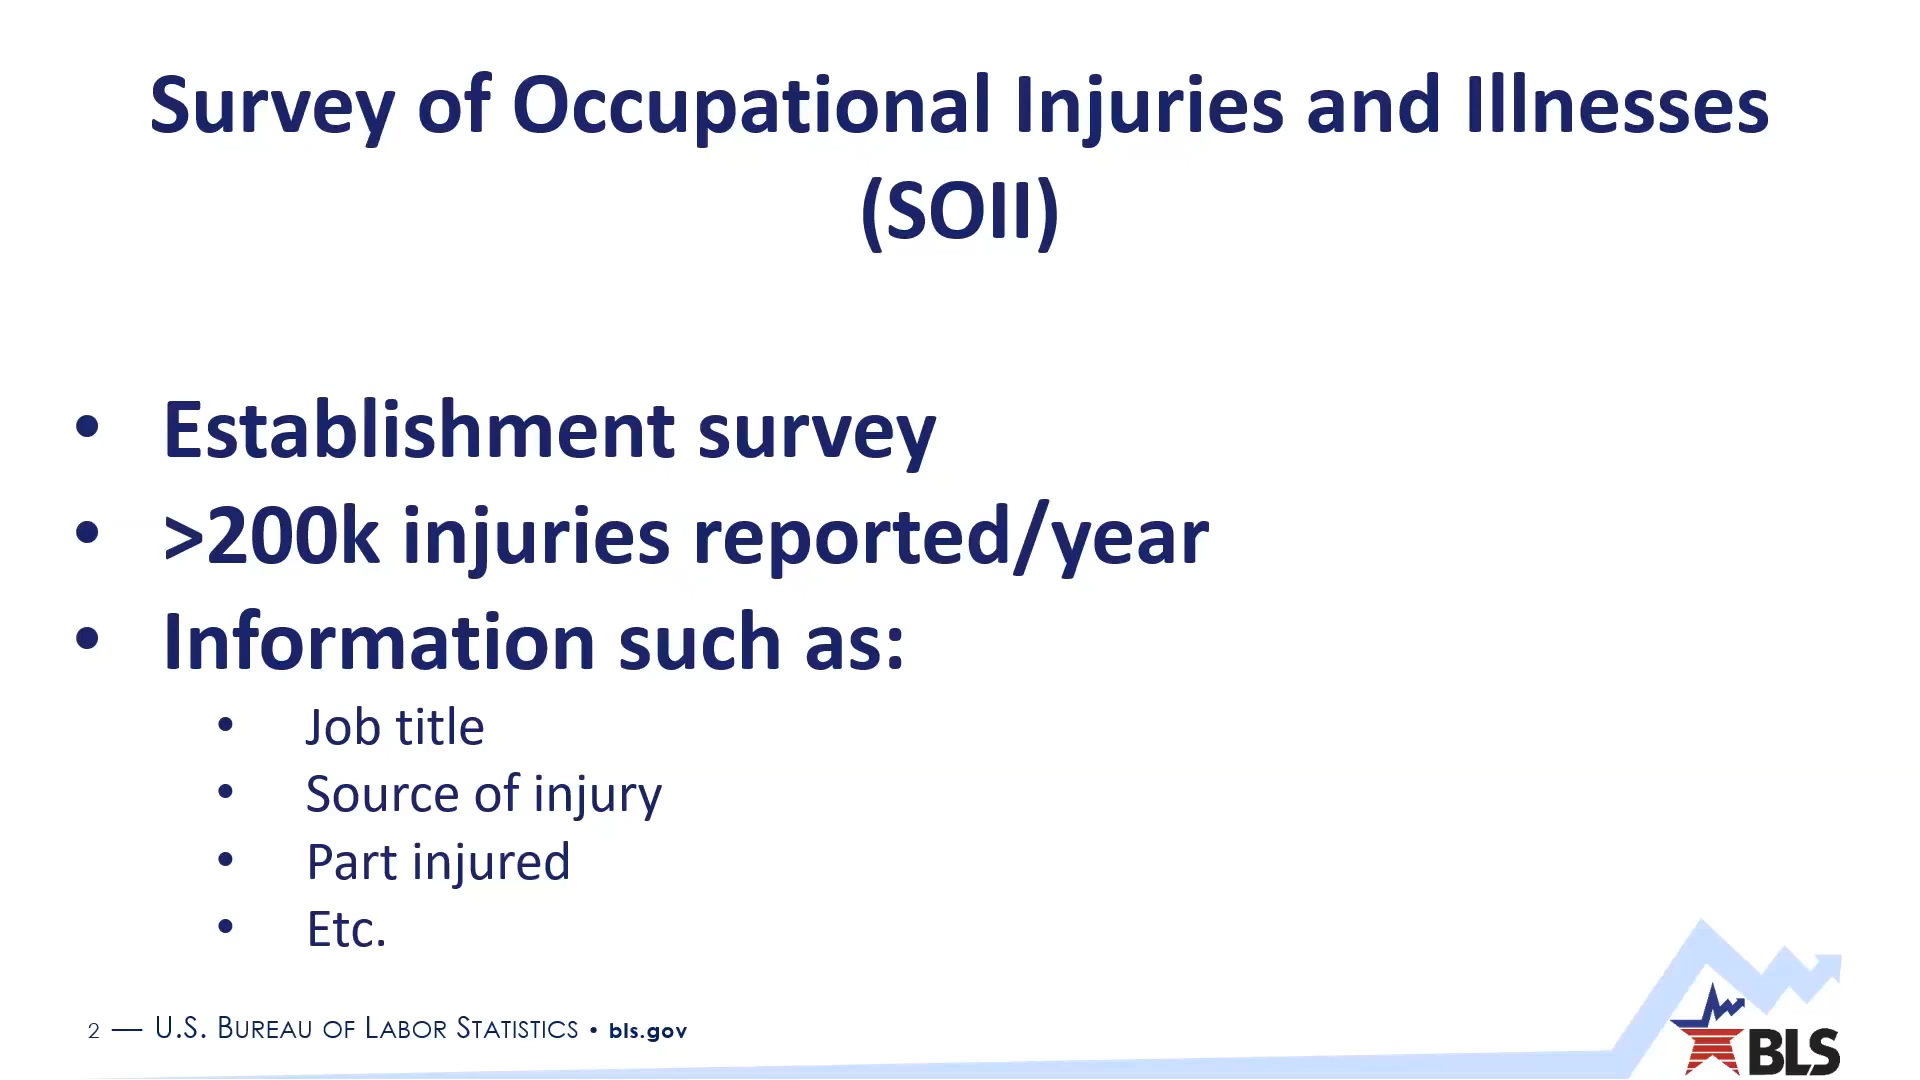 Survey of Occupational Injuries and Illnesses
(SOII)
• Establishment survey
• >200k injuries reported/year
• Information such as:
• Job title
• Source of injury
• Part injured
• Etc.
2 — U.S. BUREAU OF LABOR STATISTICS • bls.gov
BLS